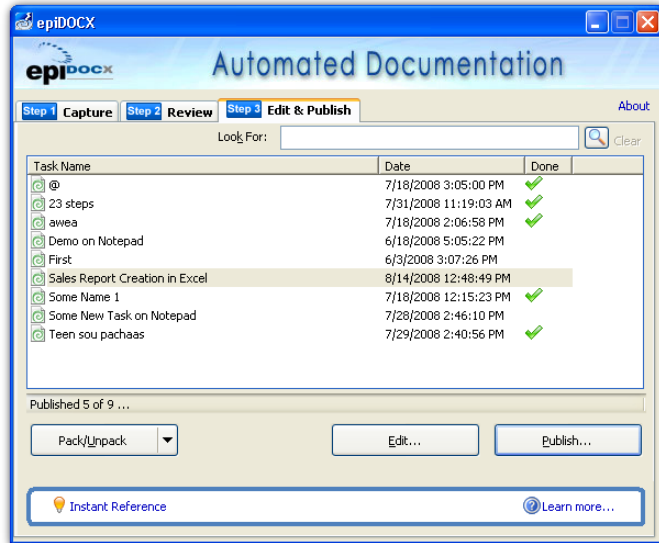 epiDOCX
epiDOCX Automated Documentation
Step 1 Capture Step 2 Review Step 3 Edit & Publish About
Look For: Clear
Task Name Date Done
@ 7/18/2008 3:05:00 PM
23 steps 7/31/2008 11:19:03 AM
awea 7/18/2008 2:06:58 PM
Demo on Notepad 6/18/2008 5:05:22 PM
First 6/3/2008 3:07:26 PM
Sales Report Creation in Excel 8/14/2008 12:48:49 PM
Some Name 1 7/18/2008 12:15:23 PM
Some New Task on Notepad 7/28/2008 2:46:10 PM
Teen sou pachaas 7/29/2008 2:40:56 PM
Published 5 of 9 ...
Pack/Unpack Edit... Publish...
Instant Reference Learn more...